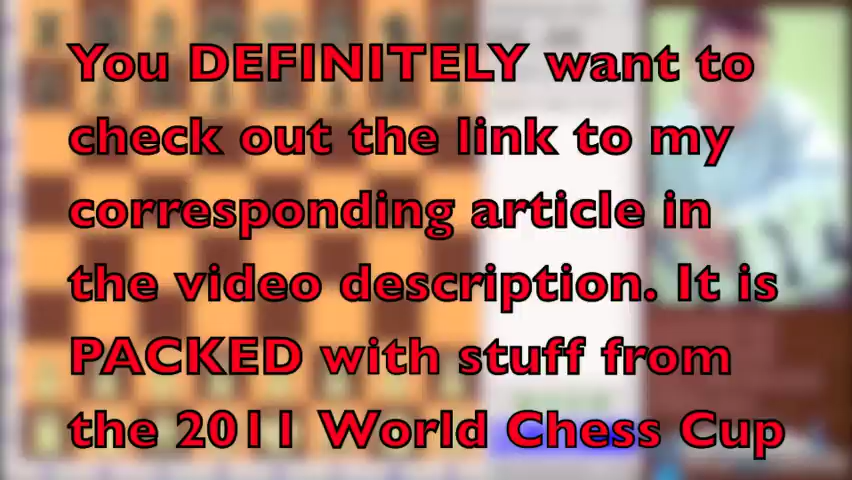 You DEFINITELY want to
check out the link to my
corresponding article in
the video description. It is
PACKED with stuff from
the 2011 World Chess Cup